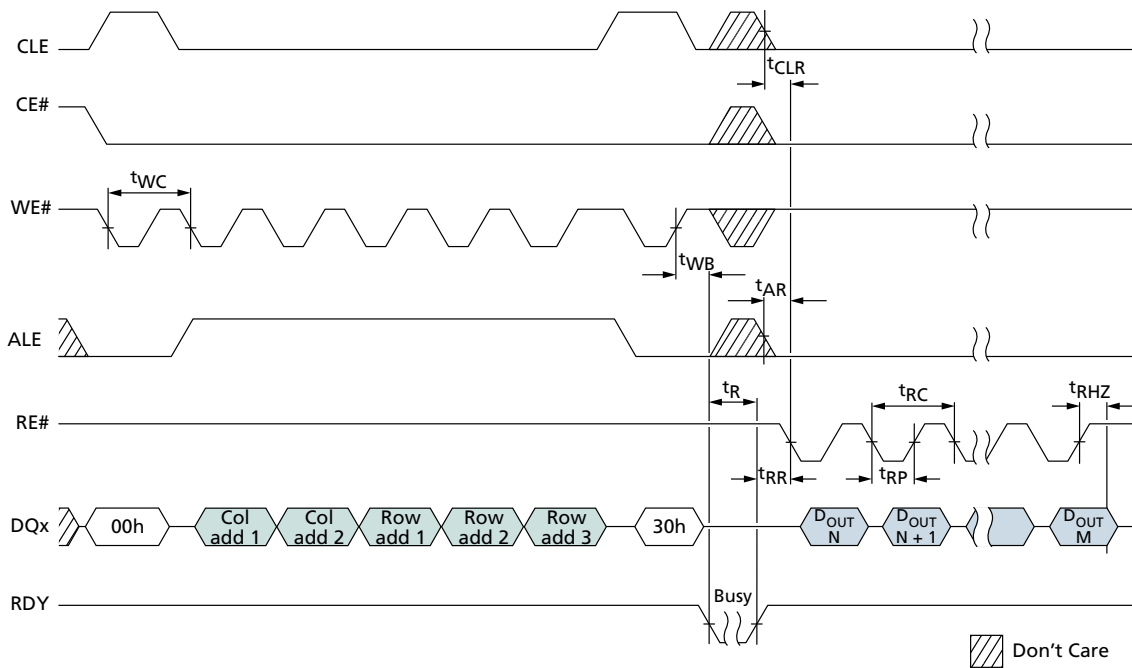 CLE
tCLR
CE#
tWC
WE#
tWB
tAR
ALE
tR
tRC
tRHZ
RE#
tRR
tRP
DQx
00h
Col
add 1
Col
add 2
Row
add 1
Row
add 2
Row
add 3
30h
DOUT
N
DOUT
N + 1
DOUT
M
RDY
Busy
Don't Care